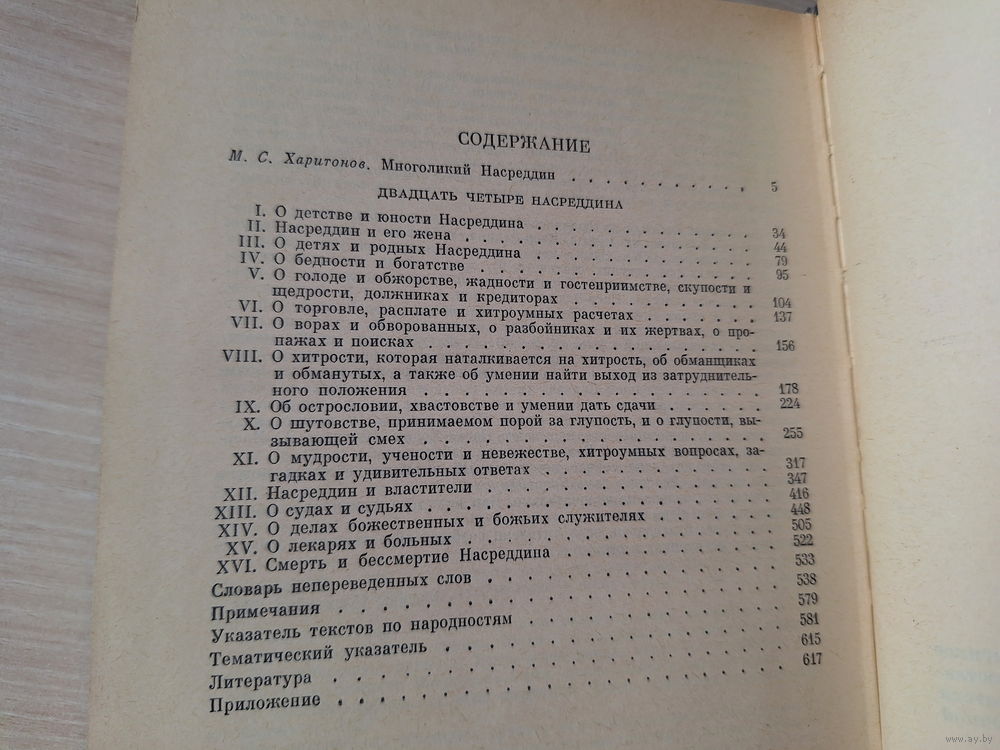 СОДЕРЖАНИЕ
М. С. Харитонов. Многоликий Насреддин . . . . . . . . . . . 5
ДВАДЦАТЬ ЧЕТЫРЕ НАСРЕДДИНА
I. О детстве и юности Насреддина . . . . . . . . . . 34
II. Насреддин и его жена . . . . . . . . . . . . . 44
III. О детях и родных Насреддина . . . . . . . . . . 79
IV. О бедности и богатстве . . . . . . . . . . . . 95
V. О голоде и обжорстве, жадности и гостеприимстве, скупости и
щедрости, должниках и кредиторах . . . . . . . . . 104
VI. О торговле, расплате и хитроумных расчетах . . . . . . 137
VII. О ворах и обворованных, о разбойниках и их жертвах, о про-
пажах и поисках . . . . . . . . . . . . . . . 156
VIII. О хитрости, которая наталкивается на хитрость, об обманщиках
и обманутых, а также об умении найти выход из затруднитель-
ного положения . . . . . . . . . . . . . . . 178
IX. Об острословии, хвастовстве и умении дать сдачи . . . . . . 224
X. О шутовстве, принимаемом порой за глупость, и о глупости, вы-
зывающей смех . . . . . . . . . . . . . . . 255
XI. О мудрости, учености и невежестве, хитроумных вопросах, за-
гадках и удивительных ответах . . . . . . . . . . 317
XII. Насреддин и властители . . . . . . . . . . . . 347
XIII. О судах и судьях . . . . . . . . . . . . . . 416
XIV. О делах божественных и божьих служителях . . . . . . 448
XV. О лекарях и больных . . . . . . . . . . . . . 505
XVI. Смерть и бессмертие Насреддина . . . . . . . . . 522
Словарь непереведенных слов . . . . . . . . . . . . 533
Примечания . . . . . . . . . . . . . . . . . . 538
Указатель текстов по народностям . . . . . . . . . . . 579
Тематический указатель . . . . . . . . . . . . . . 581
Литература . . . . . . . . . . . . . . . . . . 615
Приложение . . . . . . . . . . . . . . . . . . 617
www.ay.by